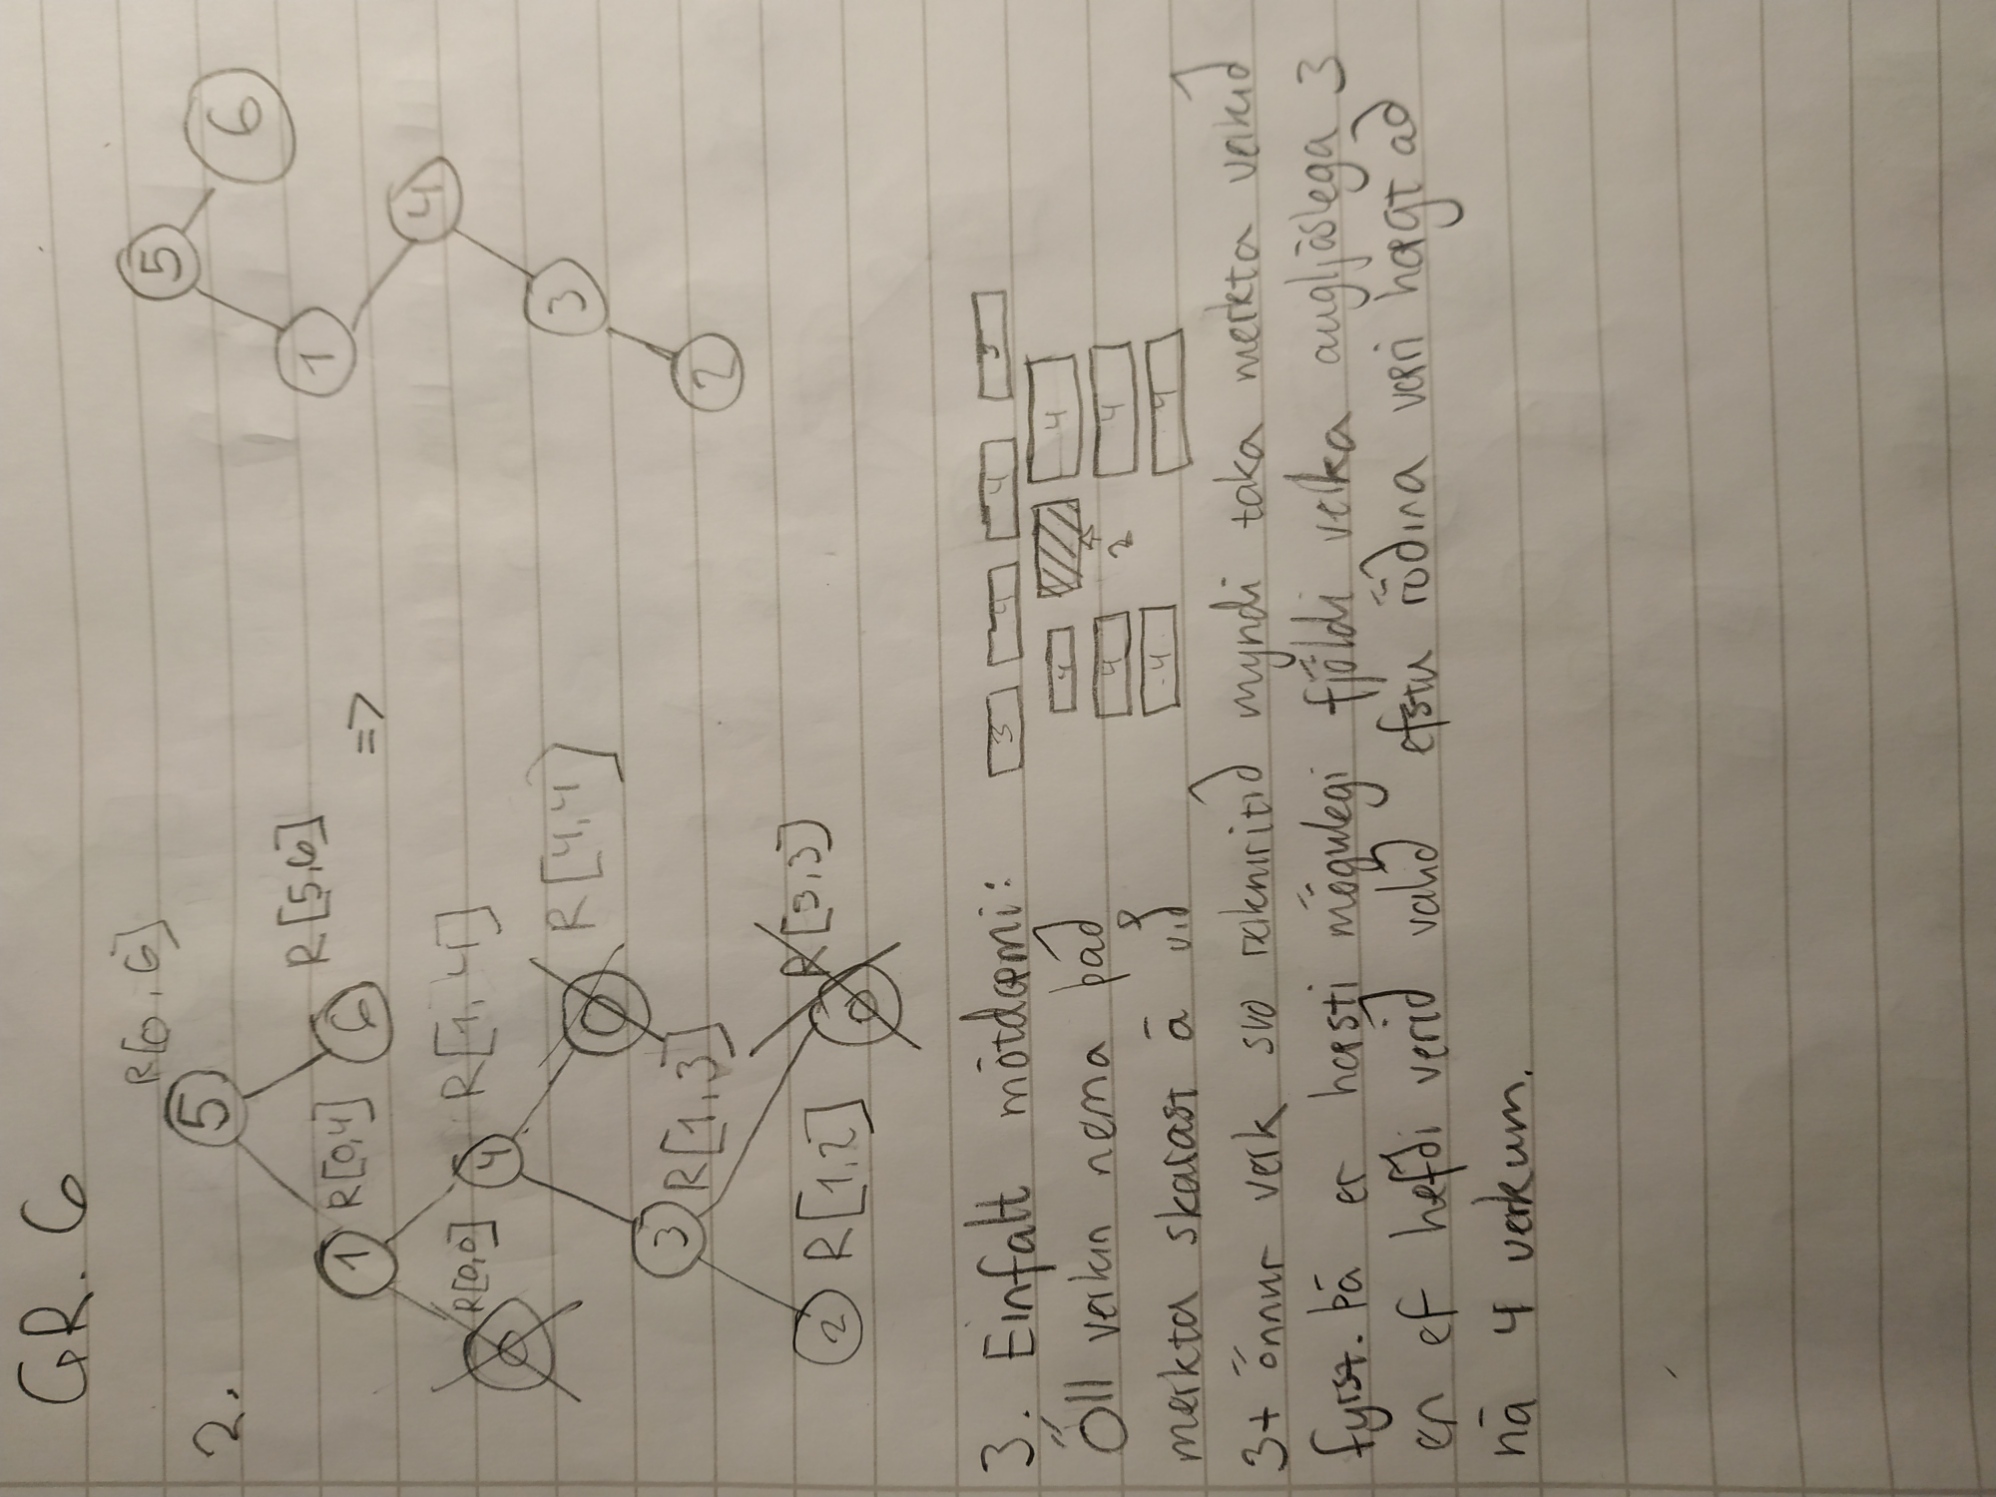 GR. 6
2.
R[0,6]
5
1 R[0,4] 6 R[5,6]
=>
0 R[0,0] 4 R[1,4]
0 R[4,4]
3 R[1,3]
2 R[1,2] 0 R[3,3]
5
6
1
4
3
2
3. Einfalt mótdæmi:
Öll verkin nema það
merkta skarast á við
3+ önnur verk svo reikniritið myndi taka merkta verkið
fyrst. Þá er hæsti mögulegi fjöldi verka augljóslega 3
en ef hefði verið valið efstu röðina væri hægt að
ná 4 verkum.
3 4 4 3
4 4
2
4 4
4 4